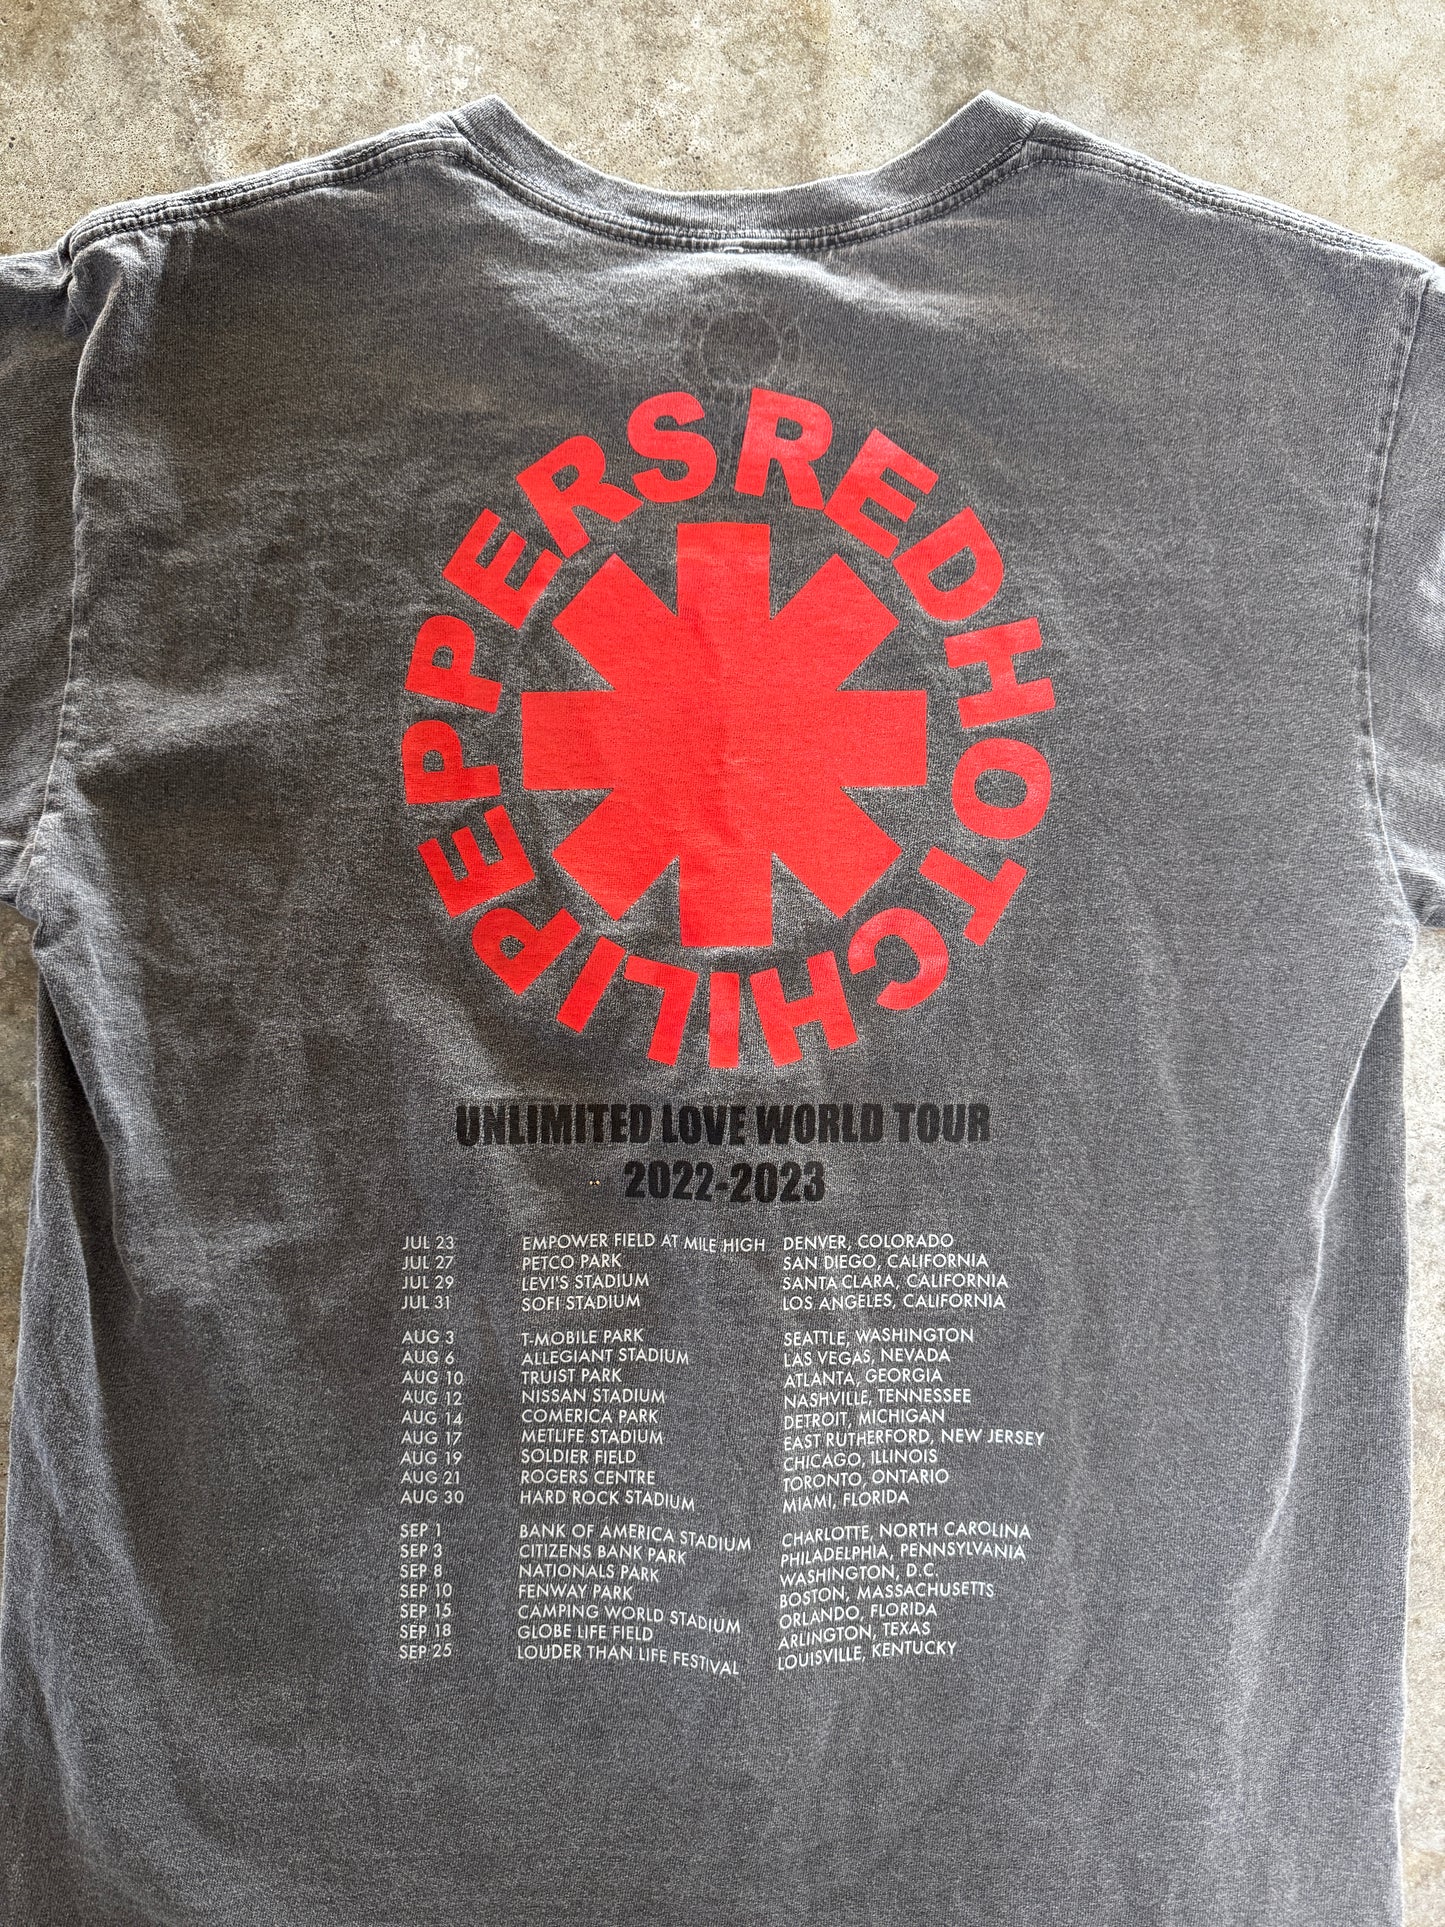 RED HOT CHILI PEPPERS
UNLIMITED LOVE WORLD TOUR
2022-2023
JUL 23 EMPOWER FIELD AT MILE HIGH DENVER, COLORADO
JUL 27 PETCO PARK SAN DIEGO, CALIFORNIA
JUL 29 LEVI'S STADIUM SANTA CLARA, CALIFORNIA
JUL 31 SOFI STADIUM LOS ANGELES, CALIFORNIA
AUG 3 T-MOBILE PARK SEATTLE, WASHINGTON
AUG 6 ALLEGIANT STADIUM LAS VEGAS, NEVADA
AUG 10 TRUIST PARK ATLANTA, GEORGIA
AUG 12 NISSAN STADIUM NASHVILLE, TENNESSEE
AUG 14 COMERICA PARK DETROIT, MICHIGAN
AUG 17 METLIFE STADIUM EAST RUTHERFORD, NEW JERSEY
AUG 19 SOLDIER FIELD CHICAGO, ILLINOIS
AUG 21 ROGERS CENTRE TORONTO, ONTARIO
AUG 30 HARD ROCK STADIUM MIAMI, FLORIDA
SEP 1 BANK OF AMERICA STADIUM CHARLOTTE, NORTH CAROLINA
SEP 3 CITIZENS BANK PARK PHILADELPHIA, PENNSYLVANIA
SEP 8 NATIONALS PARK WASHINGTON, D.C.
SEP 10 FENWAY PARK BOSTON, MASSACHUSETTS
SEP 15 CAMPING WORLD STADIUM ORLANDO, FLORIDA
SEP 18 GLOBE LIFE FIELD ARLINGTON, TEXAS
SEP 25 LOUDER THAN LIFE FESTIVAL LOUISVILLE, KENTUCKY